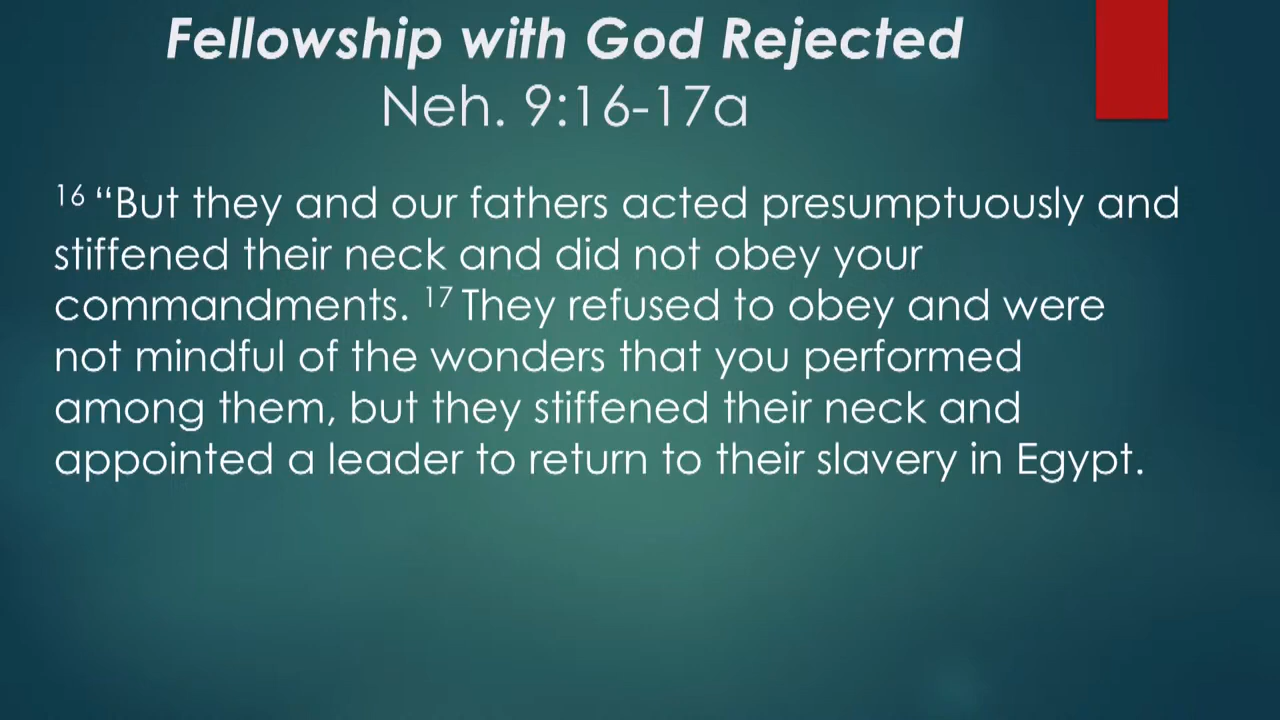 Fellowship with God Rejected
Neh. 9:16-17a
16 “But they and our fathers acted presumptuously and
stiffened their neck and did not obey your
commandments. 17 They refused to obey and were
not mindful of the wonders that you performed
among them, but they stiffened their neck and
appointed a leader to return to their slavery in Egypt.